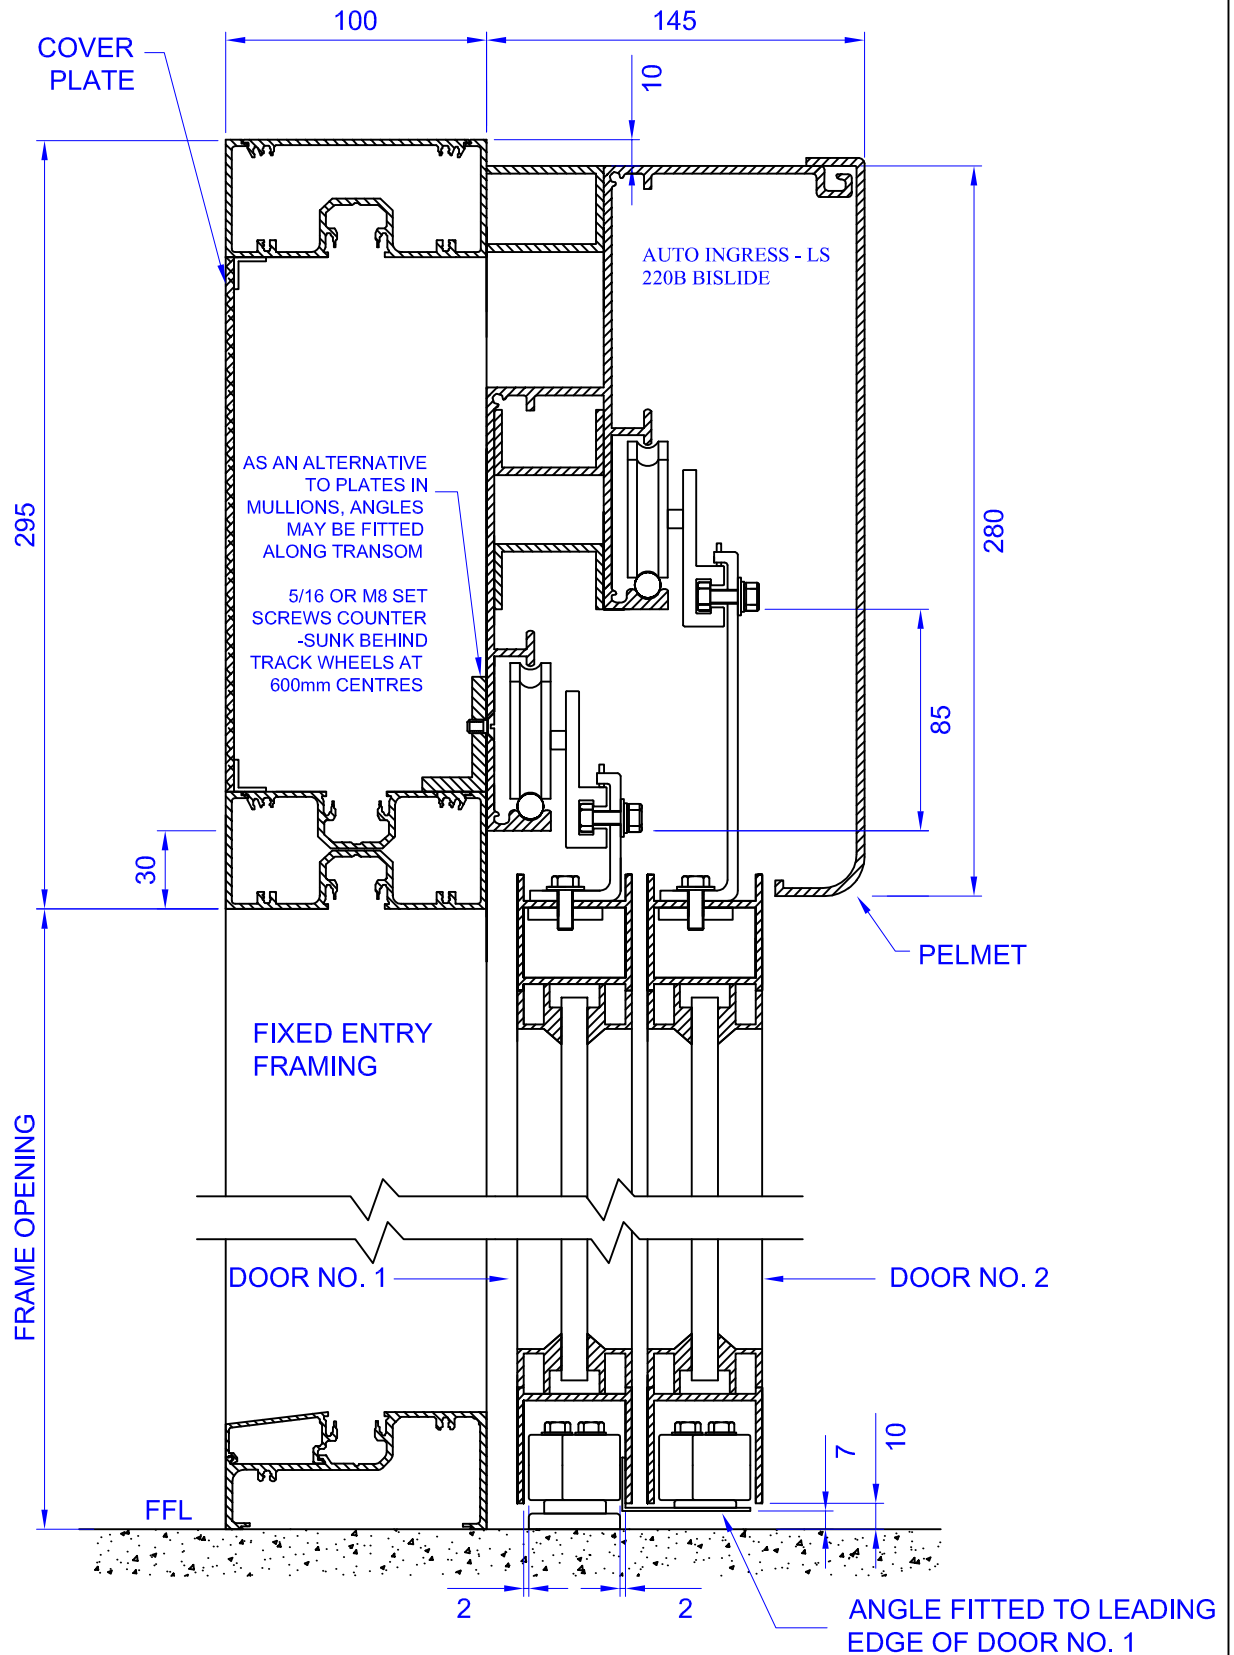 100
145
COVER
PLATE
10
AUTO INGRESS - LS
220B BISLIDE
AS AN ALTERNATIVE
TO PLATES IN
MULLIONS, ANGLES
MAY BE FITTED
ALONG TRANSOM
5/16 OR M8 SET
SCREWS COUNTER
-SUNK BEHIND
TRACK WHEELS AT
600mm CENTRES
295
280
85
30
PELMET
FIXED ENTRY
FRAMING
FRAME OPENING
DOOR NO. 1
DOOR NO. 2
7
10
FFL
2
2
ANGLE FITTED TO LEADING
EDGE OF DOOR NO. 1